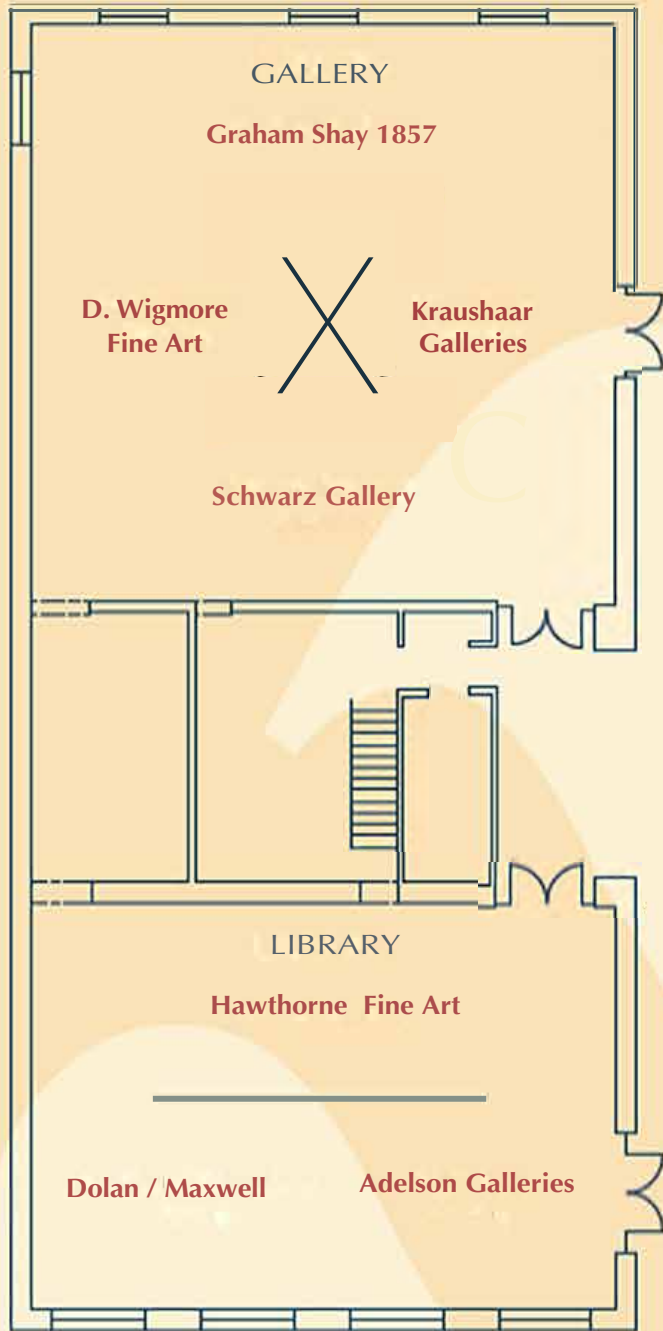 GALLERY
Graham Shay 1857
D. Wigmore
Fine Art
Kraushaar
Galleries
Schwarz Gallery
LIBRARY
Hawthorne Fine Art
Dolan / Maxwell
Adelson Galleries